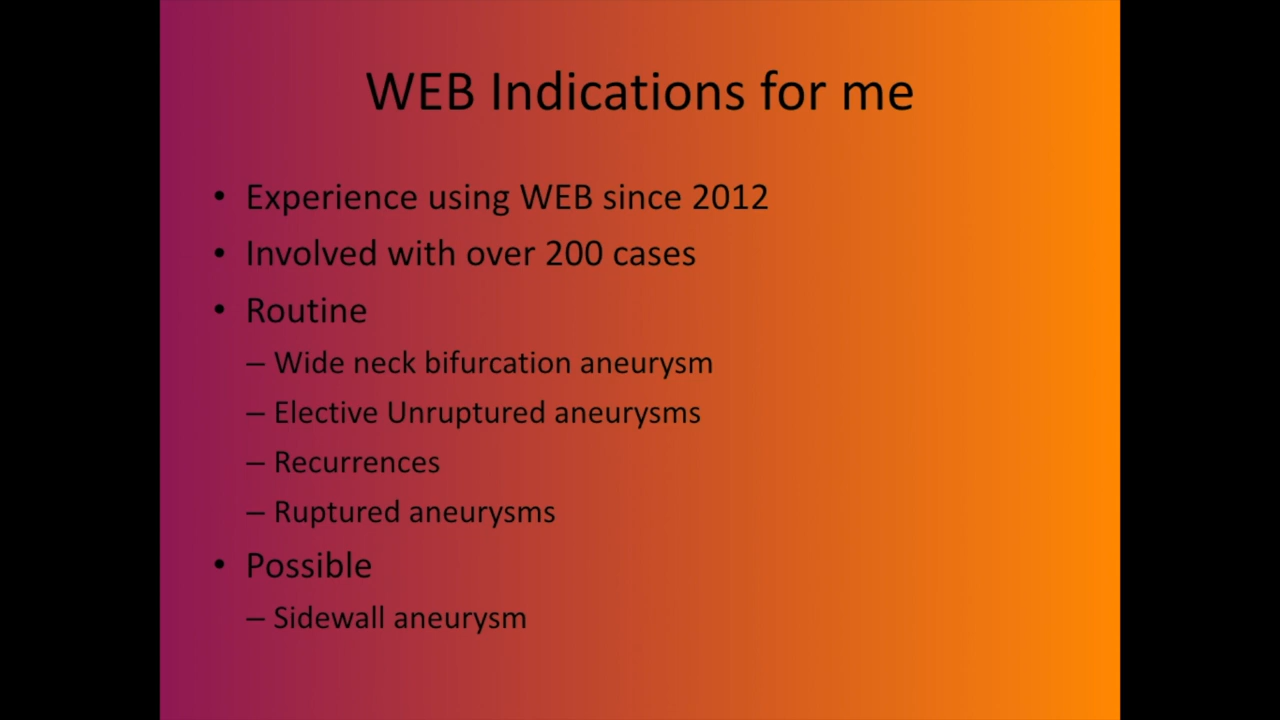 WEB Indications for me
• Experience using WEB since 2012
• Involved with over 200 cases
• Routine
– Wide neck bifurcation aneurysm
– Elective Unruptured aneurysms
– Recurrences
– Ruptured aneurysms
• Possible
– Sidewall aneurysm